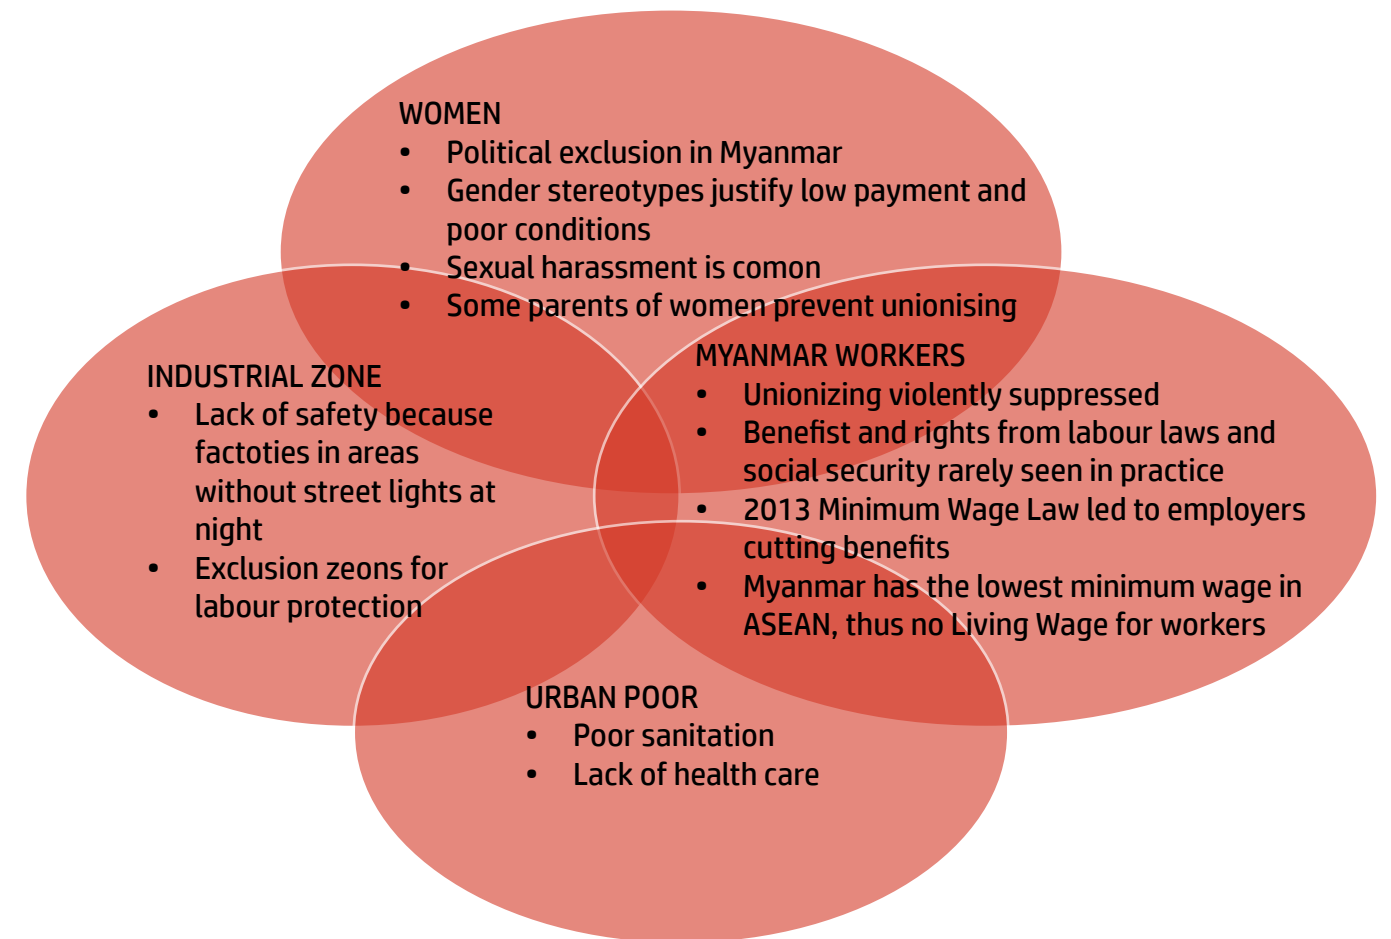 WOMEN
• Political exclusion in Myanmar
• Gender stereotypes justify low payment and
poor conditions
• Sexual harassment is comon
• Some parents of women prevent unionising
INDUSTRIAL ZONE
• Lack of safety because
factoties in areas
without street lights at
night
• Exclusion zeons for
labour protection
MYANMAR WORKERS
• Unionizing violently suppressed
• Benefist and rights from labour laws and
social security rarely seen in practice
• 2013 Minimum Wage Law led to employers
cutting benefits
• Myanmar has the lowest minimum wage in
ASEAN, thus no Living Wage for workers
URBAN POOR
• Poor sanitation
• Lack of health care